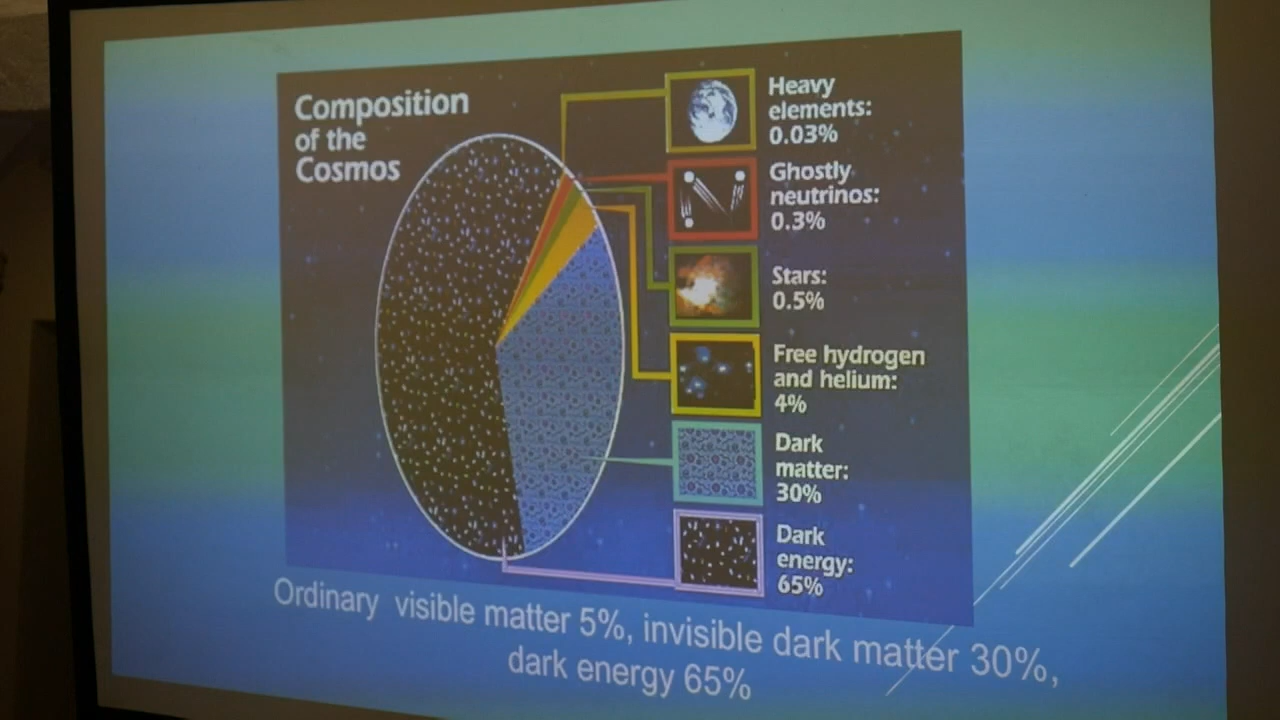 Composition
of the
Cosmos
Heavy
elements:
0.03%
Ghostly
neutrinos:
0.3%
Stars:
0.5%
Free hydrogen
and helium:
4%
Dark
matter:
30%
Dark
energy:
65%
Ordinary visible matter 5%, invisible dark matter 30%,
dark energy 65%